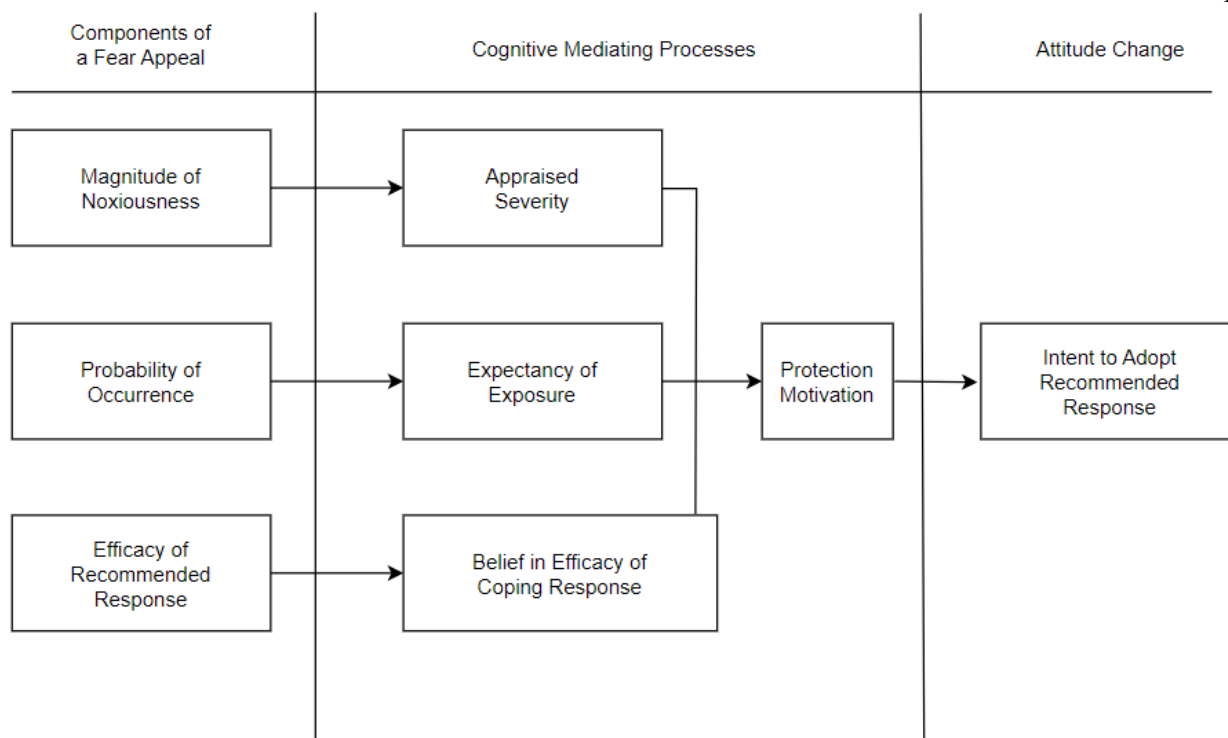 Components of
a Fear Appeal
Cognitive Mediating Processes
Attitude Change
Magnitude of
Noxiousness
Appraised
Severity
Probability of
Occurrence
Expectancy of
Exposure
Protection
Motivation
Intent to Adopt
Recommended
Response
Efficacy of
Recommended
Response
Belief in Efficacy of
Coping Response